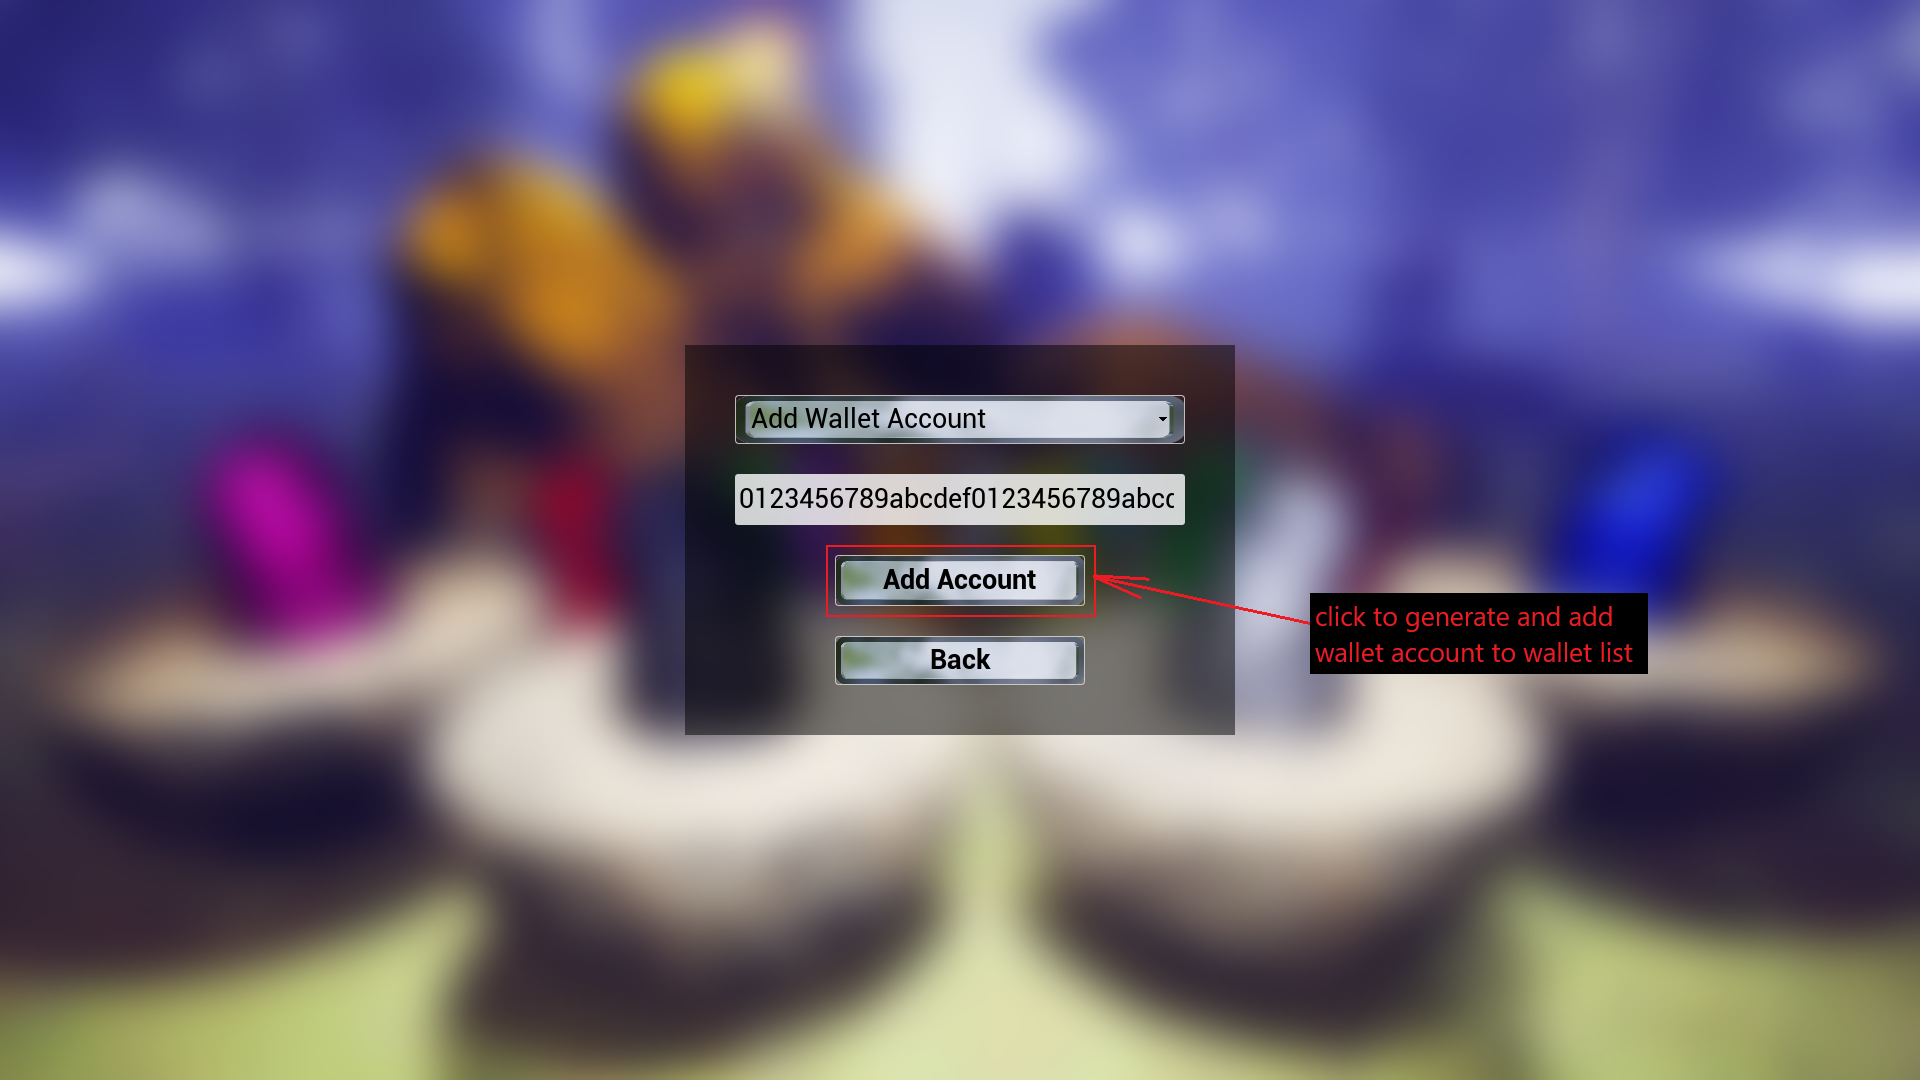 Add Wallet Account
0123456789abcdef0123456789abcc
Add Account
Back
click to generate and add
wallet account to wallet list